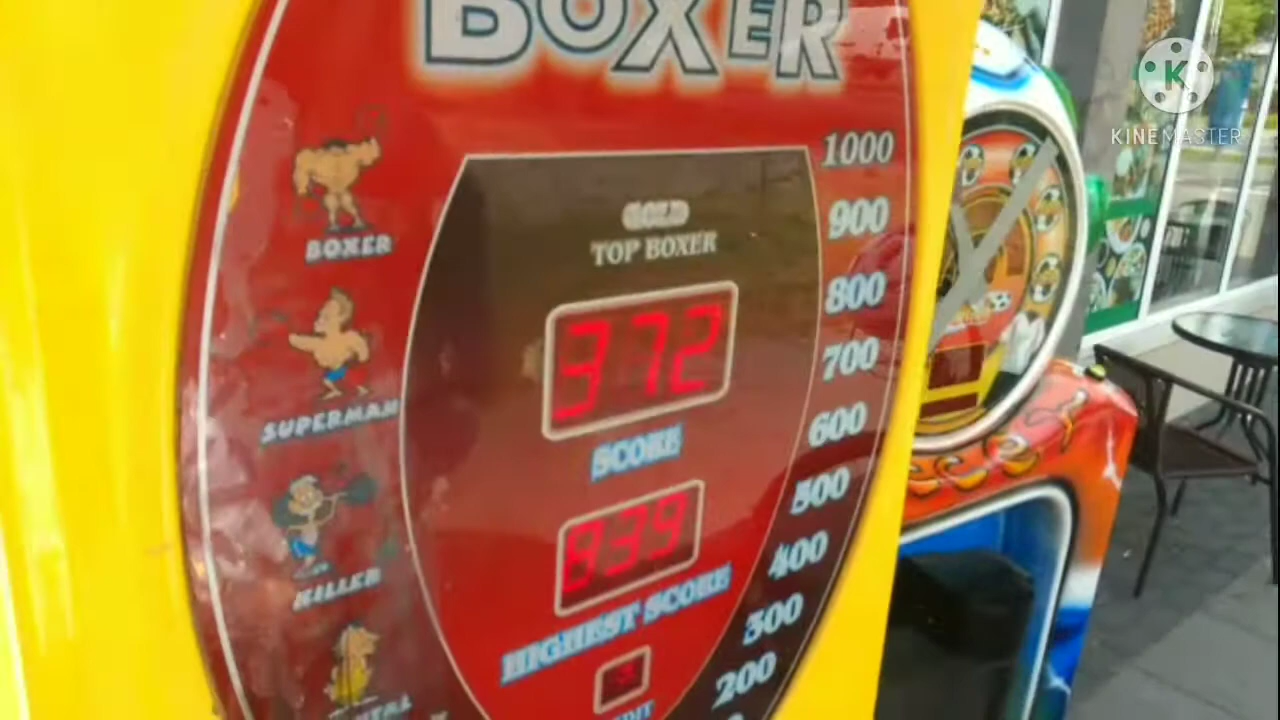 BOXER
KINEMASTER
1000
BOXER
GOLD
TOP BOXER
900
800
372
700
SUPERMAN
SCORE
600
500
939
KILLER
400
HIGHEST SCORE
300
200